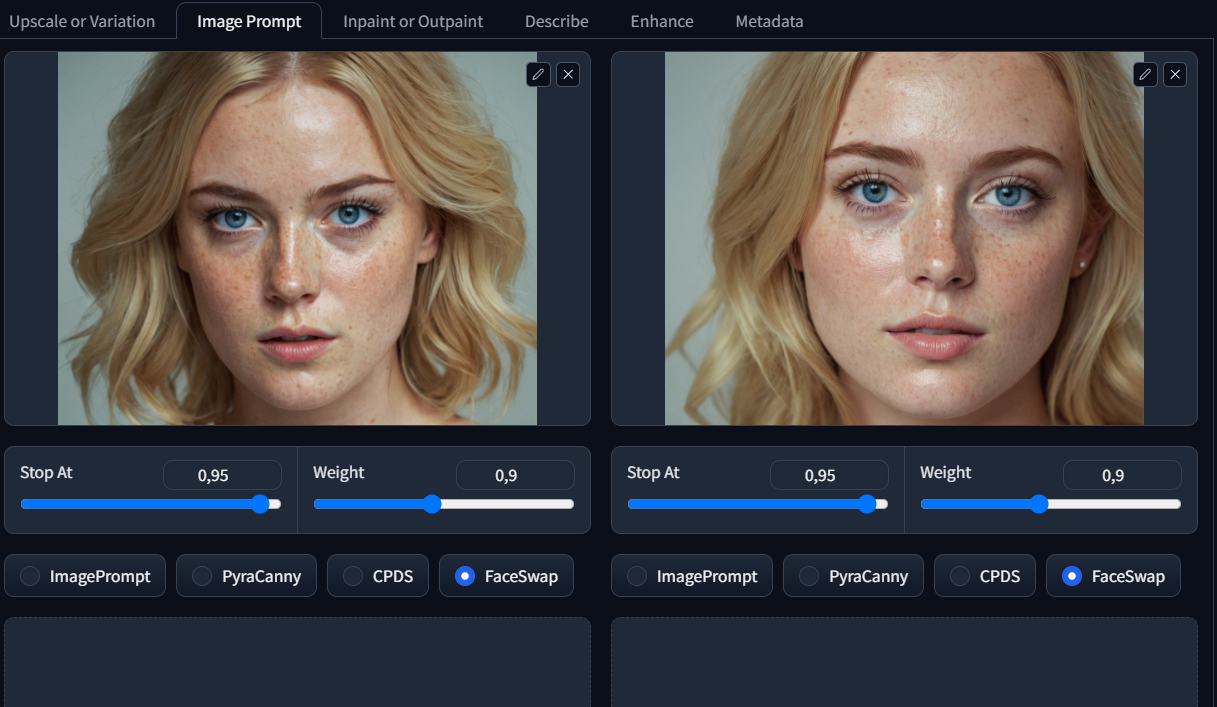 Upscale or Variation Image Prompt Inpaint or Outpaint Describe Enhance Metadata
Stop At 0,95 Weight 0,9 Stop At 0,95 Weight 0,9
ImagePrompt PyraCanny CPDS FaceSwap ImagePrompt PyraCanny CPDS FaceSwap